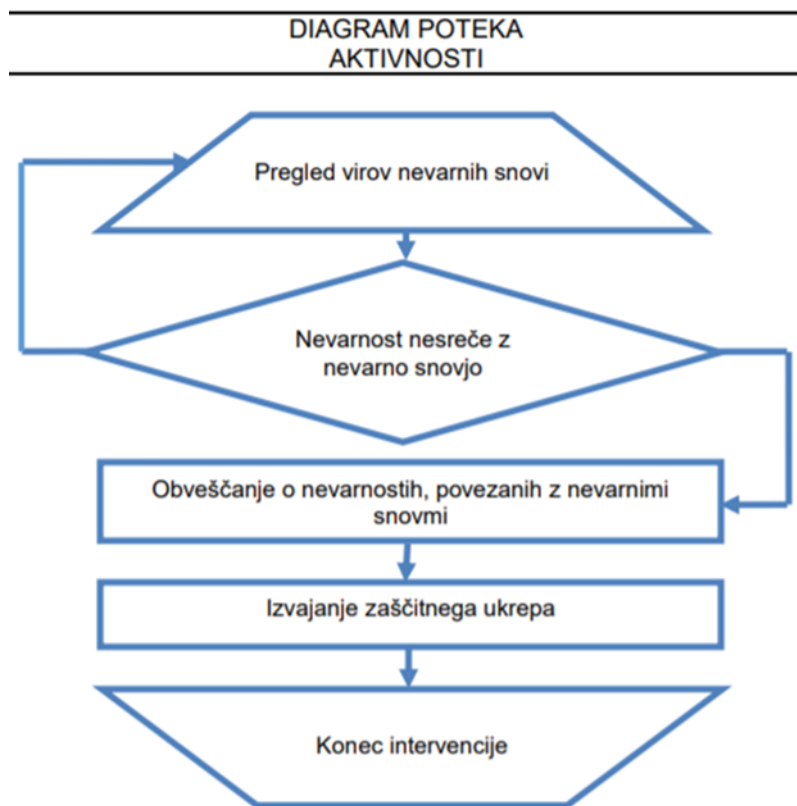 DIAGRAM POTEKA
AKTIVNOSTI
Pregled virov nevarnih snovi
Nevarnost nesreče z
nevarno snovjo
Obveščanje o nevarnostih, povezanih z nevarnimi
snovmi
Izvajanje zaščitnega ukrepa
Konec intervencije